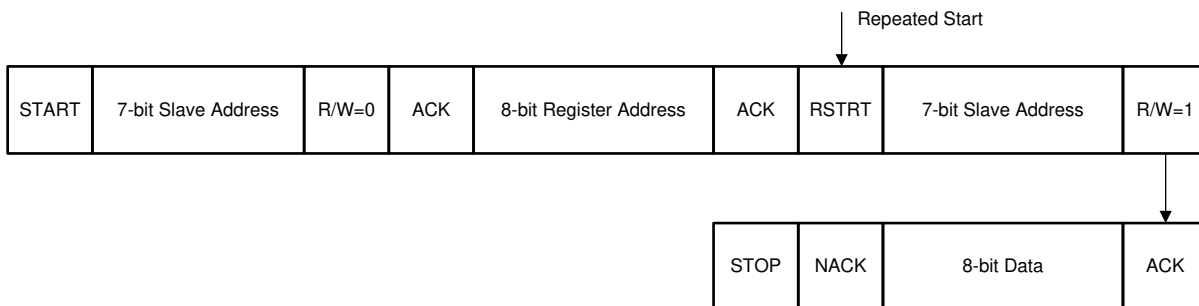 Repeated Start
START 7-bit Slave Address R/W=0 ACK 8-bit Register Address ACK RSTRT 7-bit Slave Address R/W=1
STOP NACK 8-bit Data ACK